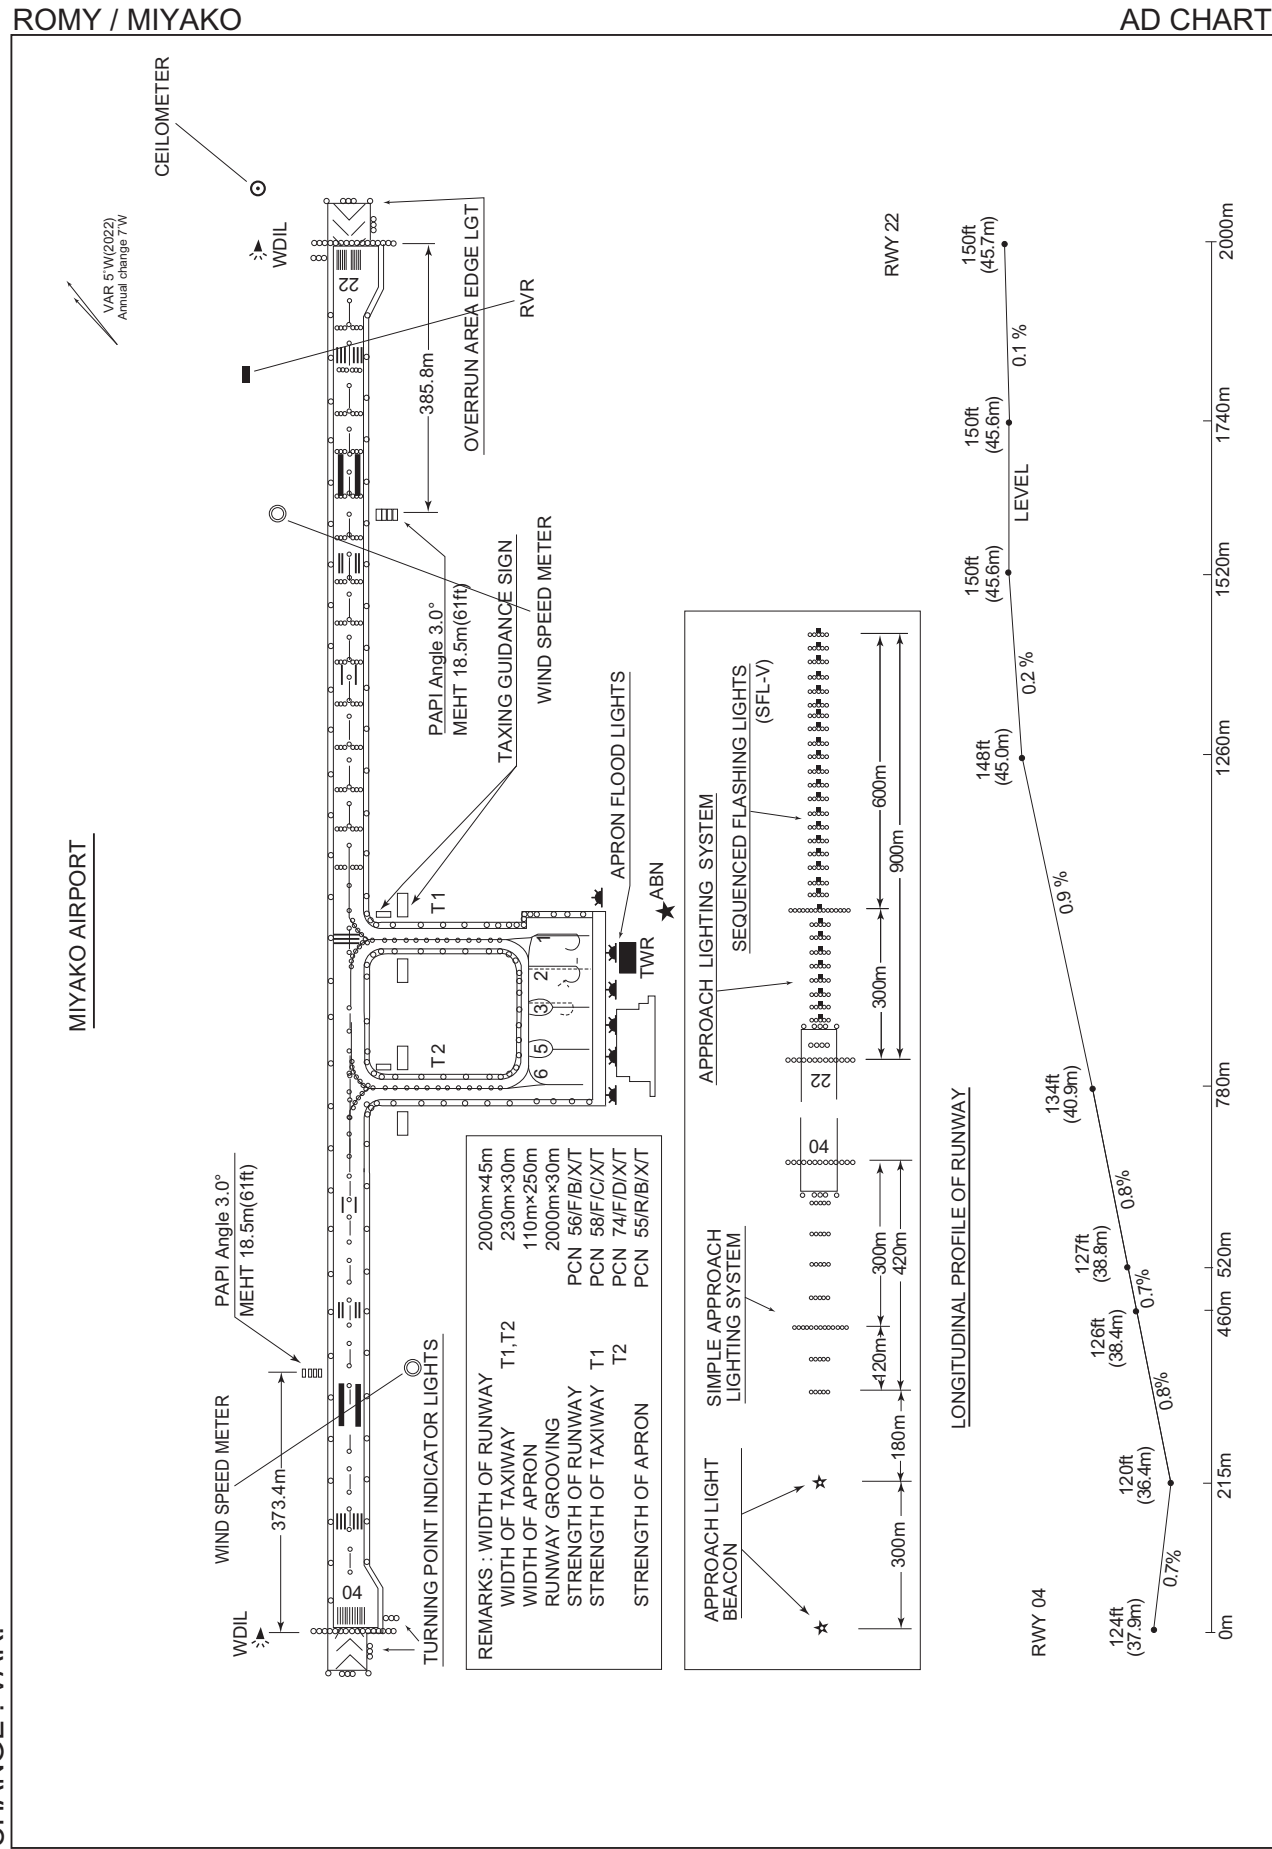 ROMY / MIYAKO
AD CHART
MIYAKO AIRPORT
VAR 5°W(2022)
Annual change 7'W
CEILOMETER
WDIL
22
RVR
OVERRUN AREA EDGE LGT
385.8m
PAPI Angle 3.0°
MEHT 18.5m(61ft)
TAXING GUIDANCE SIGN
WIND SPEED METER
APRON FLOOD LIGHTS
ABN
TWR
T1
T2
1
2
3
5
6
PAPI Angle 3.0°
MEHT 18.5m(61ft)
WIND SPEED METER
373.4m
WDIL
04
TURNING POINT INDICATOR LIGHTS
REMARKS : WIDTH OF RUNWAY 2000m×45m
WIDTH OF TAXIWAY T1,T2 230m×30m
WIDTH OF APRON 110m×250m
RUNWAY GROOVING 2000m×30m
STRENGTH OF RUNWAY PCN 56/F/B/X/T
STRENGTH OF TAXIWAY T1 PCN 58/F/C/X/T
T2 PCN 74/F/D/X/T
STRENGTH OF APRON PCN 55/R/B/X/T
APPROACH LIGHT
BEACON
SIMPLE APPROACH
LIGHTING SYSTEM
APPROACH LIGHTING SYSTEM
SEQUENCED FLASHING LIGHTS
(SFL-V)
04
22
300m
180m
120m
300m
420m
300m
600m
900m
LONGITUDINAL PROFILE OF RUNWAY
RWY 04
RWY 22
124ft
(37.9m)
120ft
(36.4m)
126ft
(38.4m)
127ft
(38.8m)
134ft
(40.9m)
148ft
(45.0m)
150ft
(45.6m)
150ft
(45.6m)
150ft
(45.7m)
0.7%
0.8%
0.7%
0.8%
0.9 %
0.2 %
LEVEL
0.1 %
0m
215m
460m
520m
780m
1260m
1520m
1740m
2000m